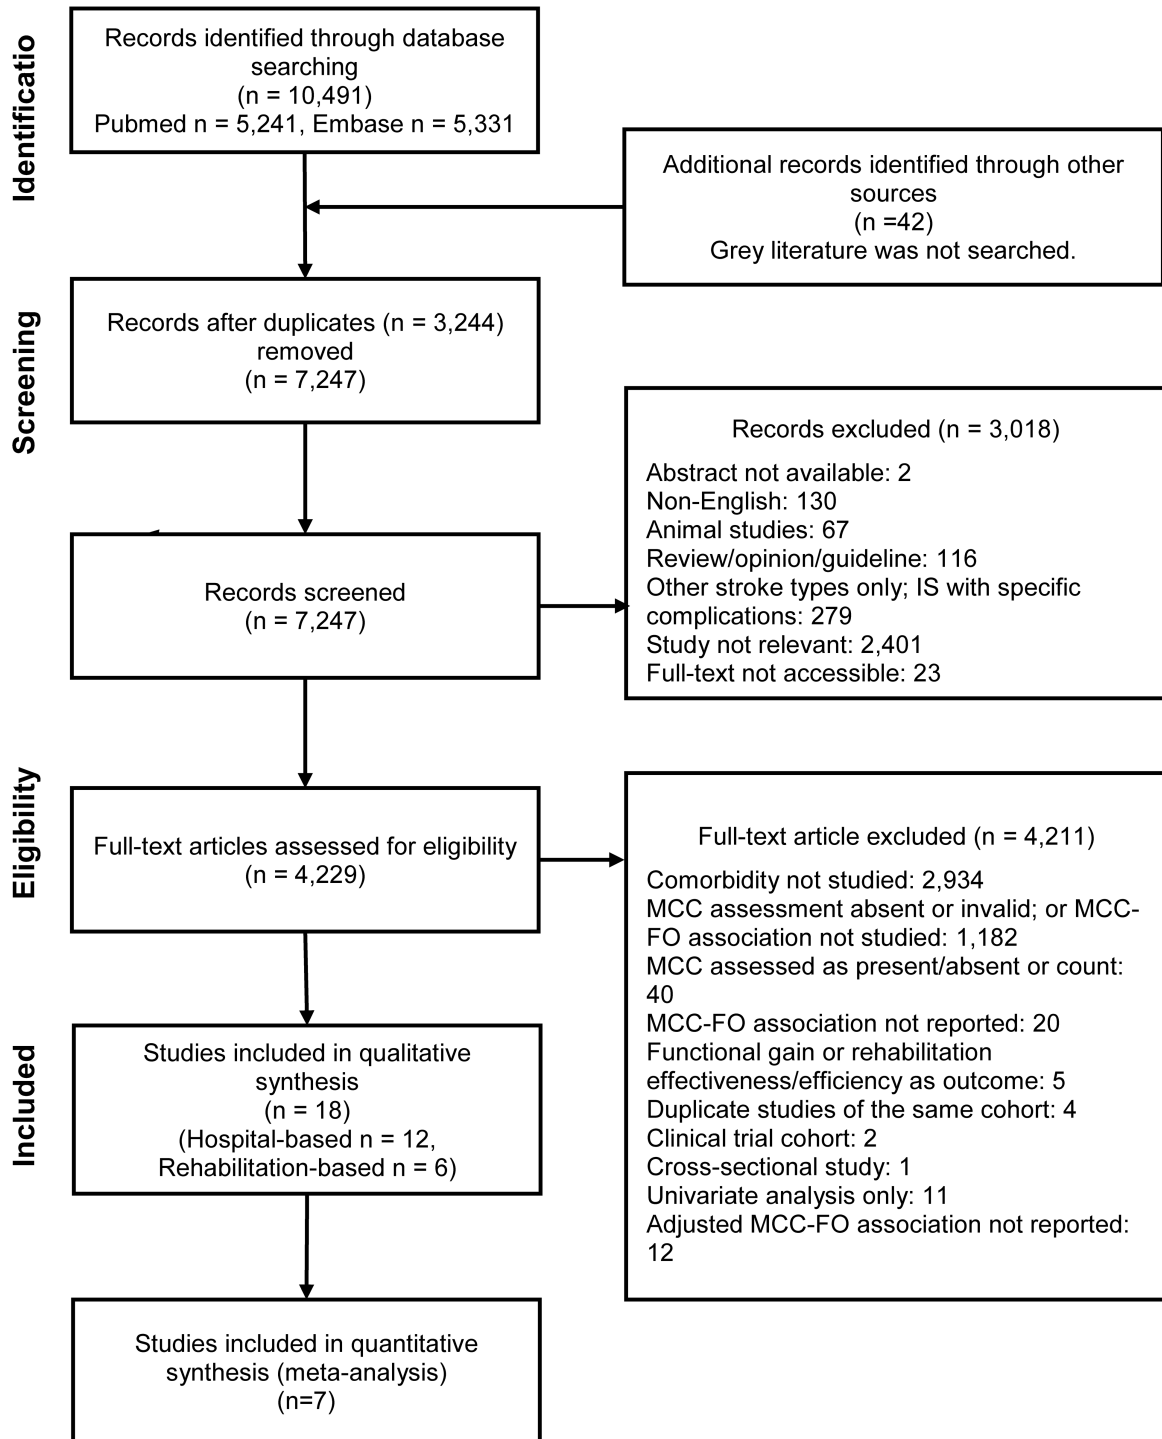 Identificatio
Records identified through database
searching
(n = 10,491)
Pubmed n = 5,241, Embase n = 5,331
Additional records identified through other
sources
(n =42)
Grey literature was not searched.
Screening
Records after duplicates (n = 3,244)
removed
(n = 7,247)
Records screened
(n = 7,247)
Records excluded (n = 3,018)
Abstract not available: 2
Non-English: 130
Animal studies: 67
Review/opinion/guideline: 116
Other stroke types only; IS with specific
complications: 279
Study not relevant: 2,401
Full-text not accessible: 23
Eligibility
Full-text articles assessed for eligibility
(n = 4,229)
Full-text article excluded (n = 4,211)
Comorbidity not studied: 2,934
MCC assessment absent or invalid; or MCC-
FO association not studied: 1,182
MCC assessed as present/absent or count:
40
MCC-FO association not reported: 20
Functional gain or rehabilitation
effectiveness/efficiency as outcome: 5
Duplicate studies of the same cohort: 4
Clinical trial cohort: 2
Cross-sectional study: 1
Univariate analysis only: 11
Adjusted MCC-FO association not reported:
12
Included
Studies included in qualitative
synthesis
(n = 18)
(Hospital-based n = 12,
Rehabilitation-based n = 6)
Studies included in quantitative
synthesis (meta-analysis)
(n=7)